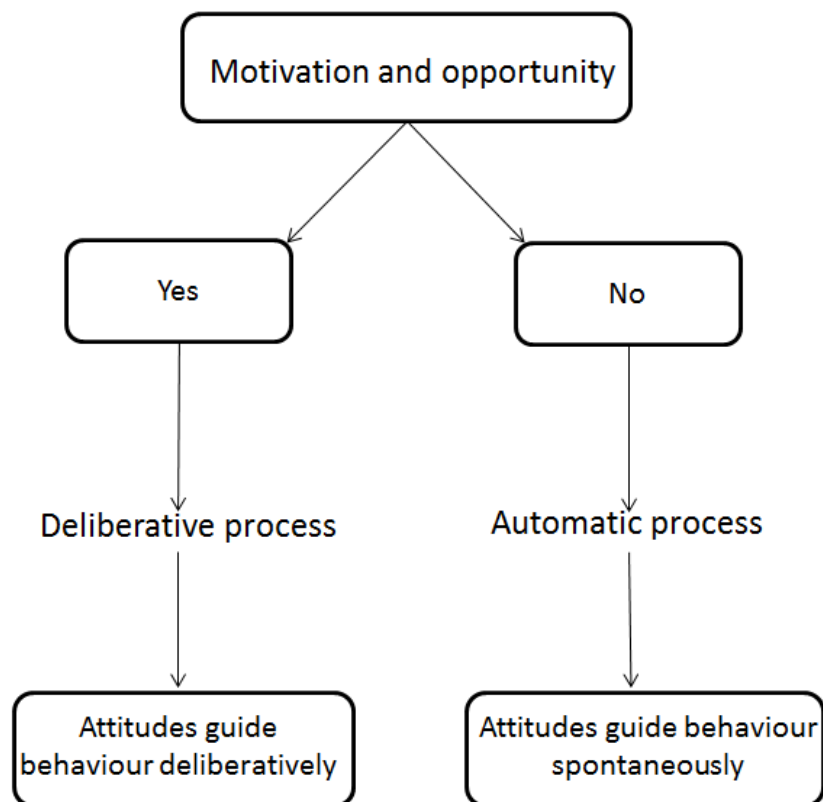 Motivation and opportunity
Yes
No
Deliberative process
Automatic process
Attitudes guide
behaviour deliberatively
Attitudes guide behaviour
spontaneously